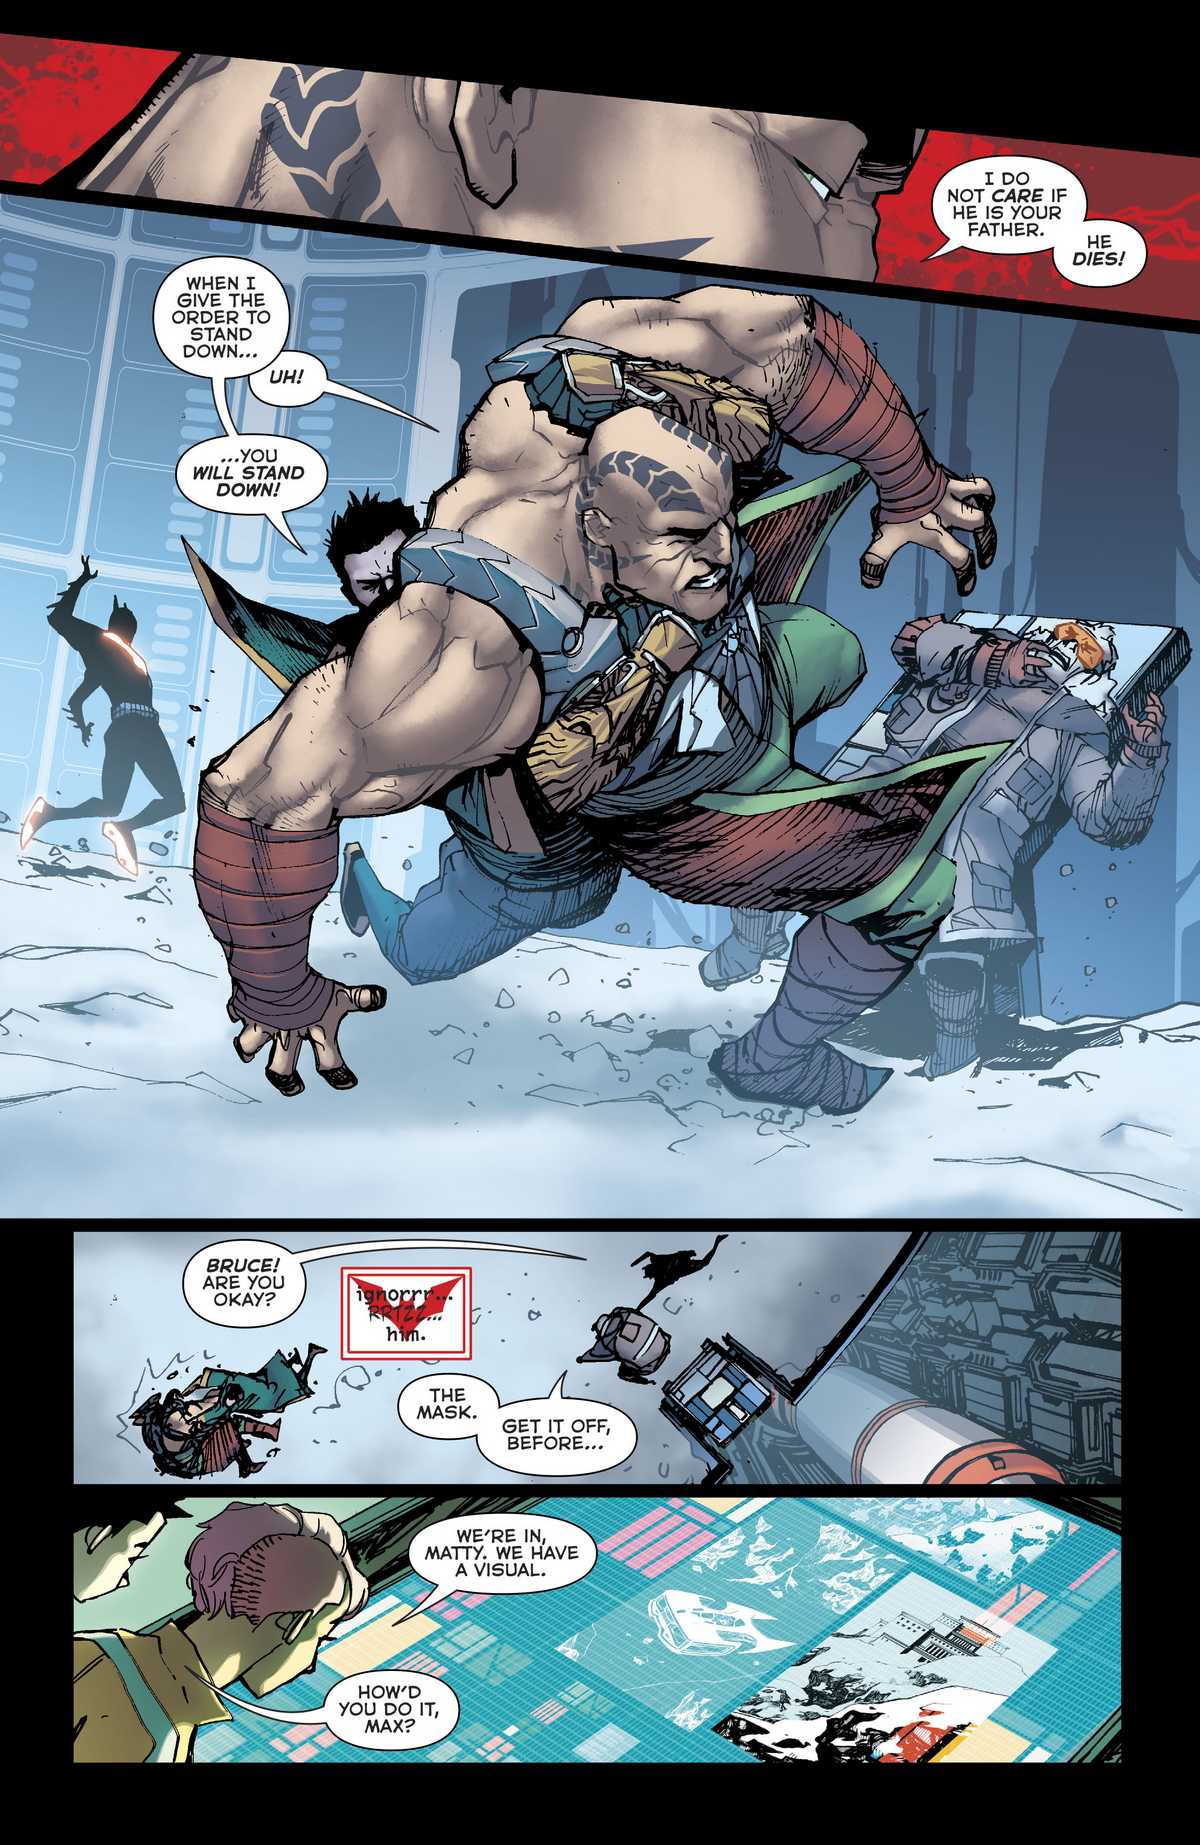 I DO
NOT CARE IF
HE IS YOUR
FATHER.
HE
DIES!
WHEN I
GIVE THE
ORDER TO
STAND
DOWN...
UH!
...YOU
WILL STAND
DOWN!
BRUCE!
ARE YOU
OKAY?
ignorrr...
RRTZZ...
him.
THE
MASK.
GET IT OFF,
BEFORE...
WE'RE IN,
MATTY. WE HAVE
A VISUAL.
HOW'D
YOU DO IT,
MAX?